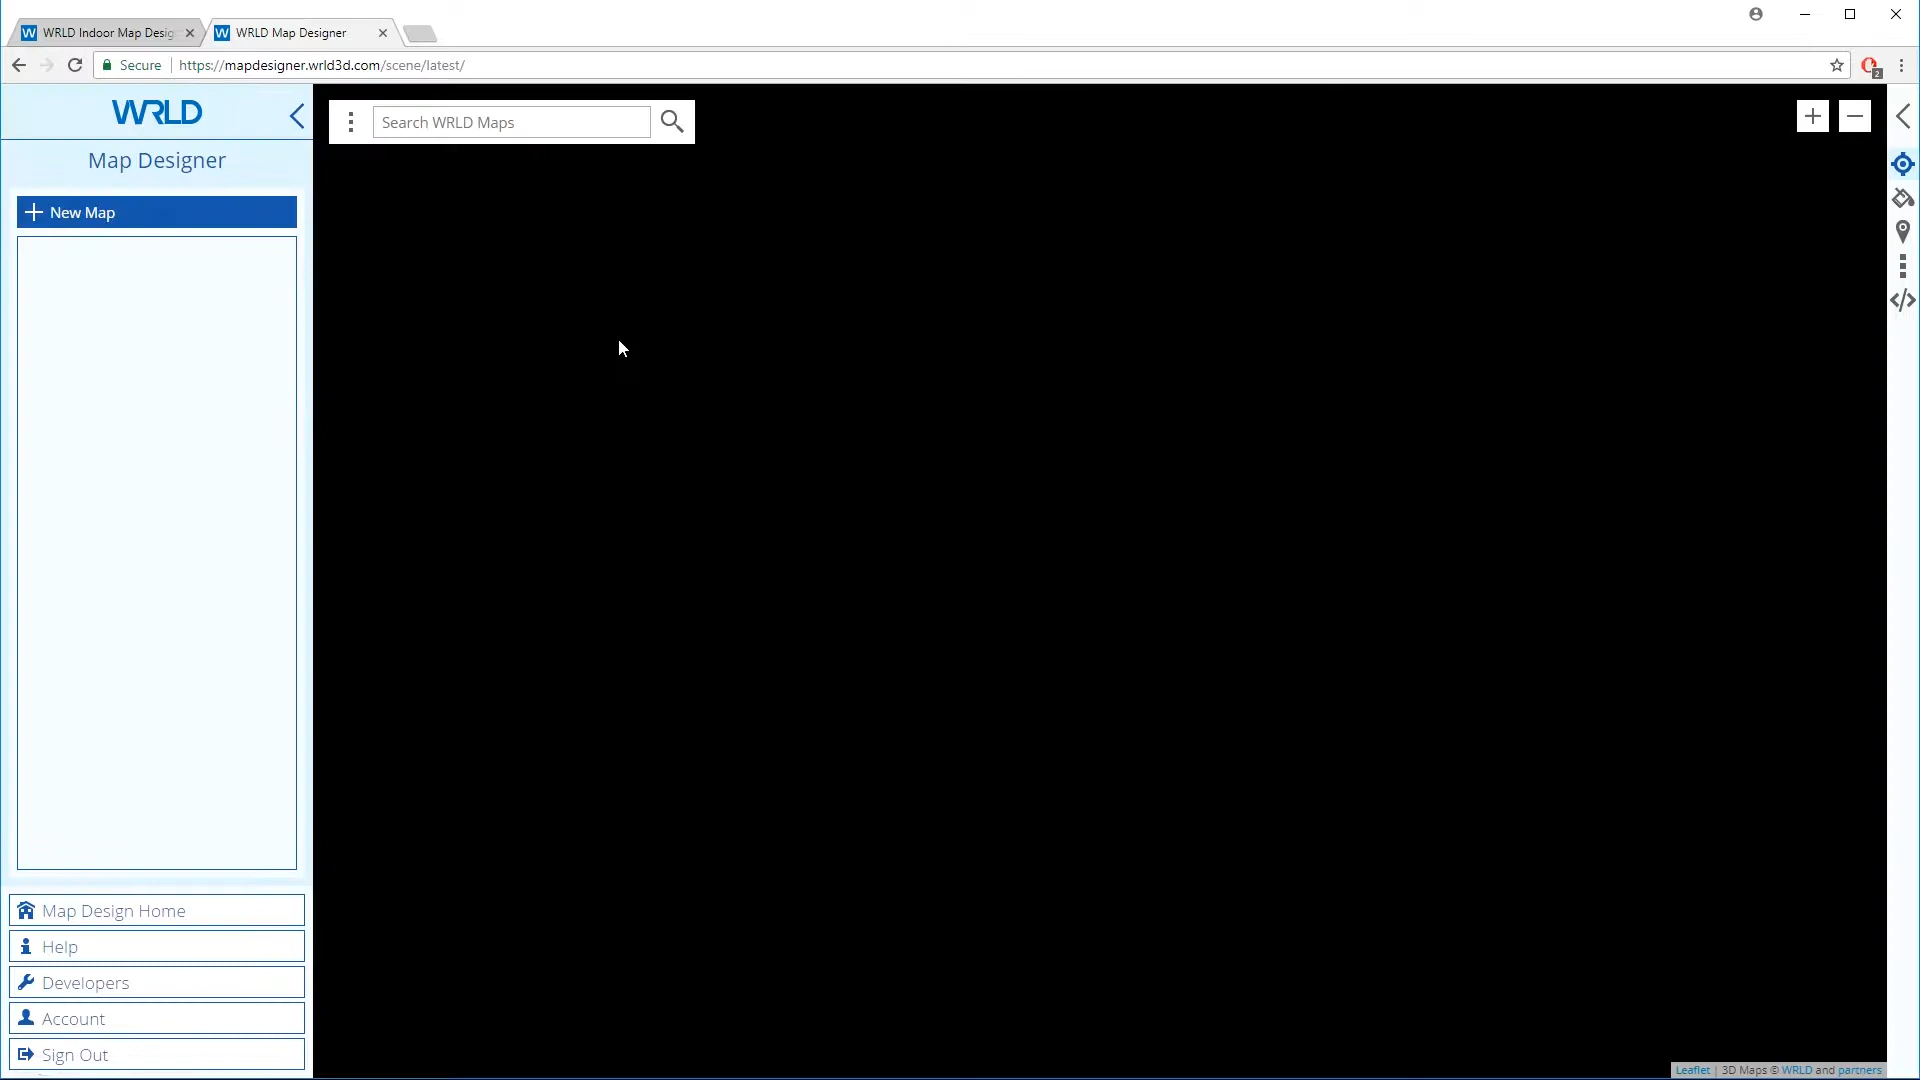 WRLD Indoor Map Desig
WRLD Map Designer
Secure
https://mapdesigner.wrld3d.com/scene/latest/
2
WRLD
Map Designer
New Map
Search WRLD Maps
Map Design Home
Help
Developers
Account
Sign Out
Leaflet | 3D Maps © WRLD and partners